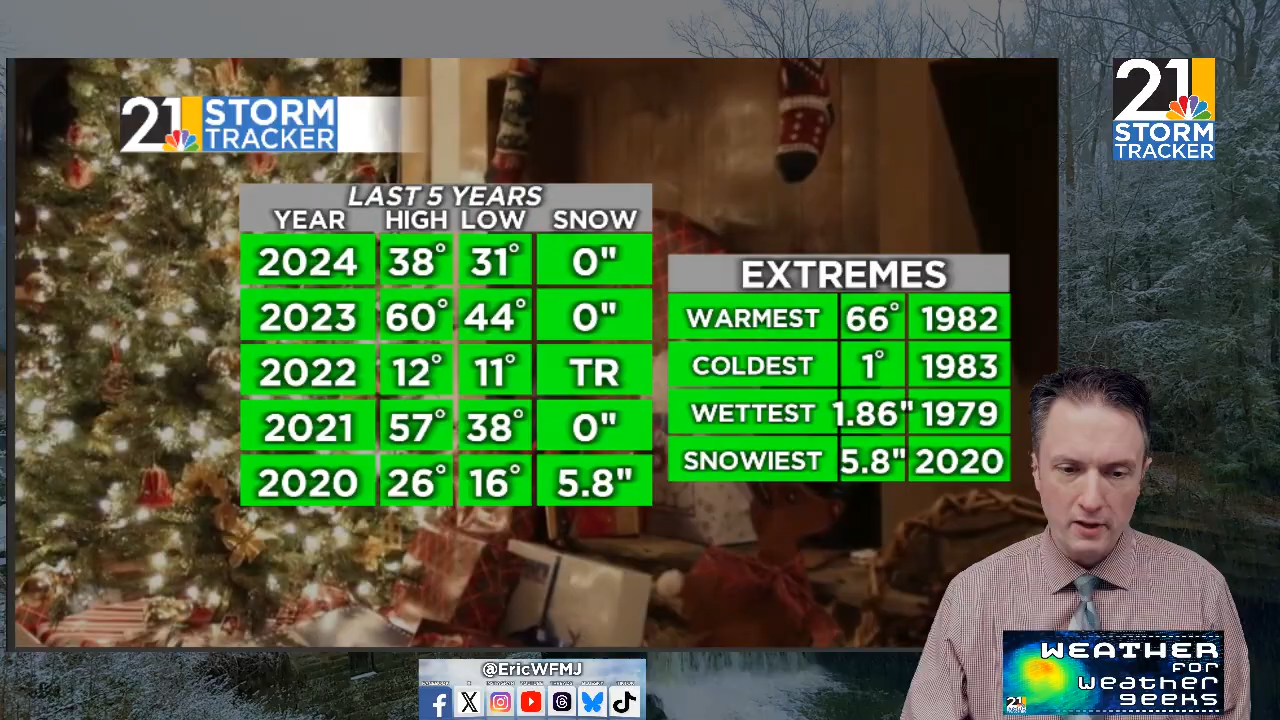 21 STORM
TRACKER
21
STORM
TRACKER
LAST 5 YEARS
YEAR HIGH LOW SNOW
2024 38° 31° 0"
2023 60° 44° 0"
2022 12° 11° TR
2021 57° 38° 0"
2020 26° 16° 5.8"
EXTREMES
WARMEST 66° 1982
COLDEST 1° 1983
WETTEST 1.86" 1979
SNOWIEST 5.8" 2020
@EricWFMJ
WEATHER
FOR
WEATHER
GEEKS
21